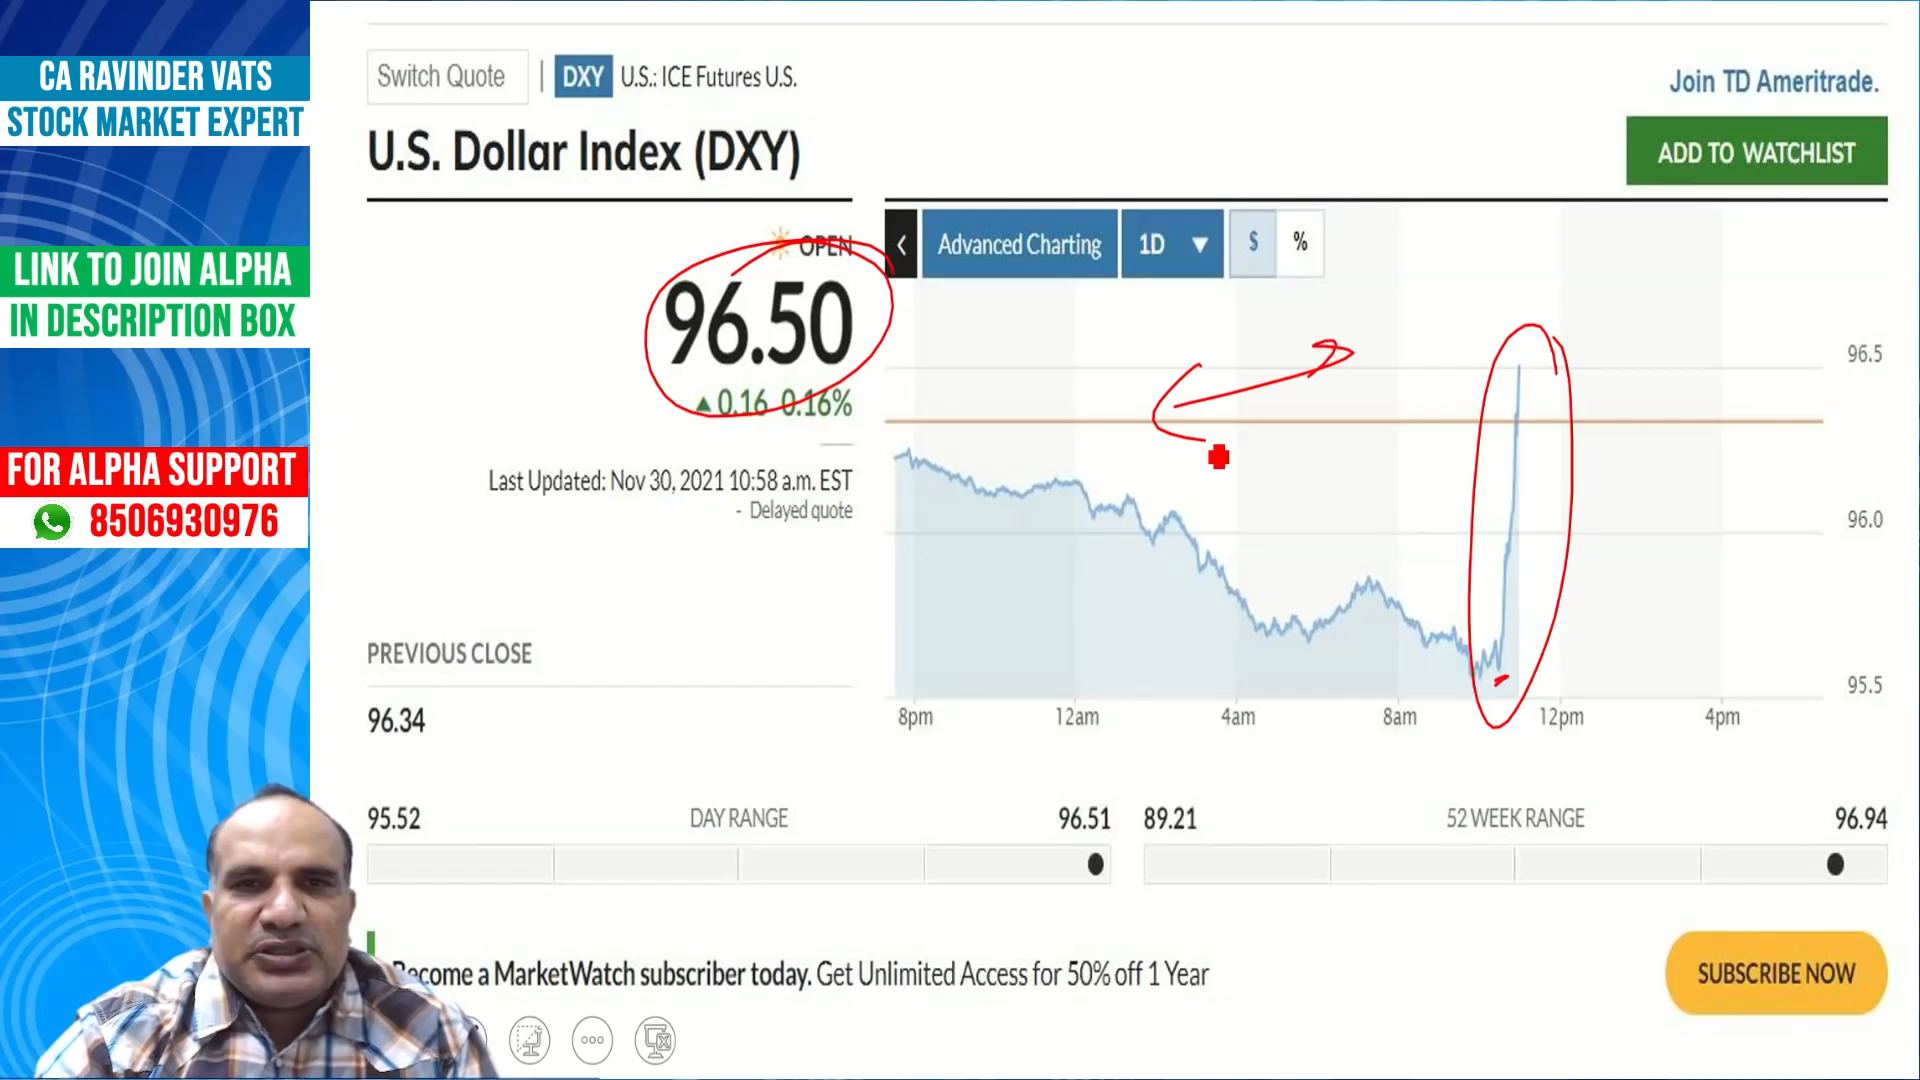 CA RAVINDER VATS
STOCK MARKET EXPERT
LINK TO JOIN ALPHA
IN DESCRIPTION BOX
FOR ALPHA SUPPORT
8506930976
Switch Quote | DXY U.S.: ICE Futures U.S.
Join TD Ameritrade.
U.S. Dollar Index (DXY)
ADD TO WATCHLIST
OPEN
96.50
▲ 0.16 0.16%
Last Updated: Nov 30, 2021 10:58 a.m. EST
- Delayed quote
PREVIOUS CLOSE
96.34
Advanced Charting 1D ▼ $ %
96.5
96.0
95.5
8pm 12am 4am 8am 12pm 4pm
95.52 DAY RANGE 96.51
89.21 52 WEEK RANGE 96.94
Become a MarketWatch subscriber today. Get Unlimited Access for 50% off 1 Year
SUBSCRIBE NOW